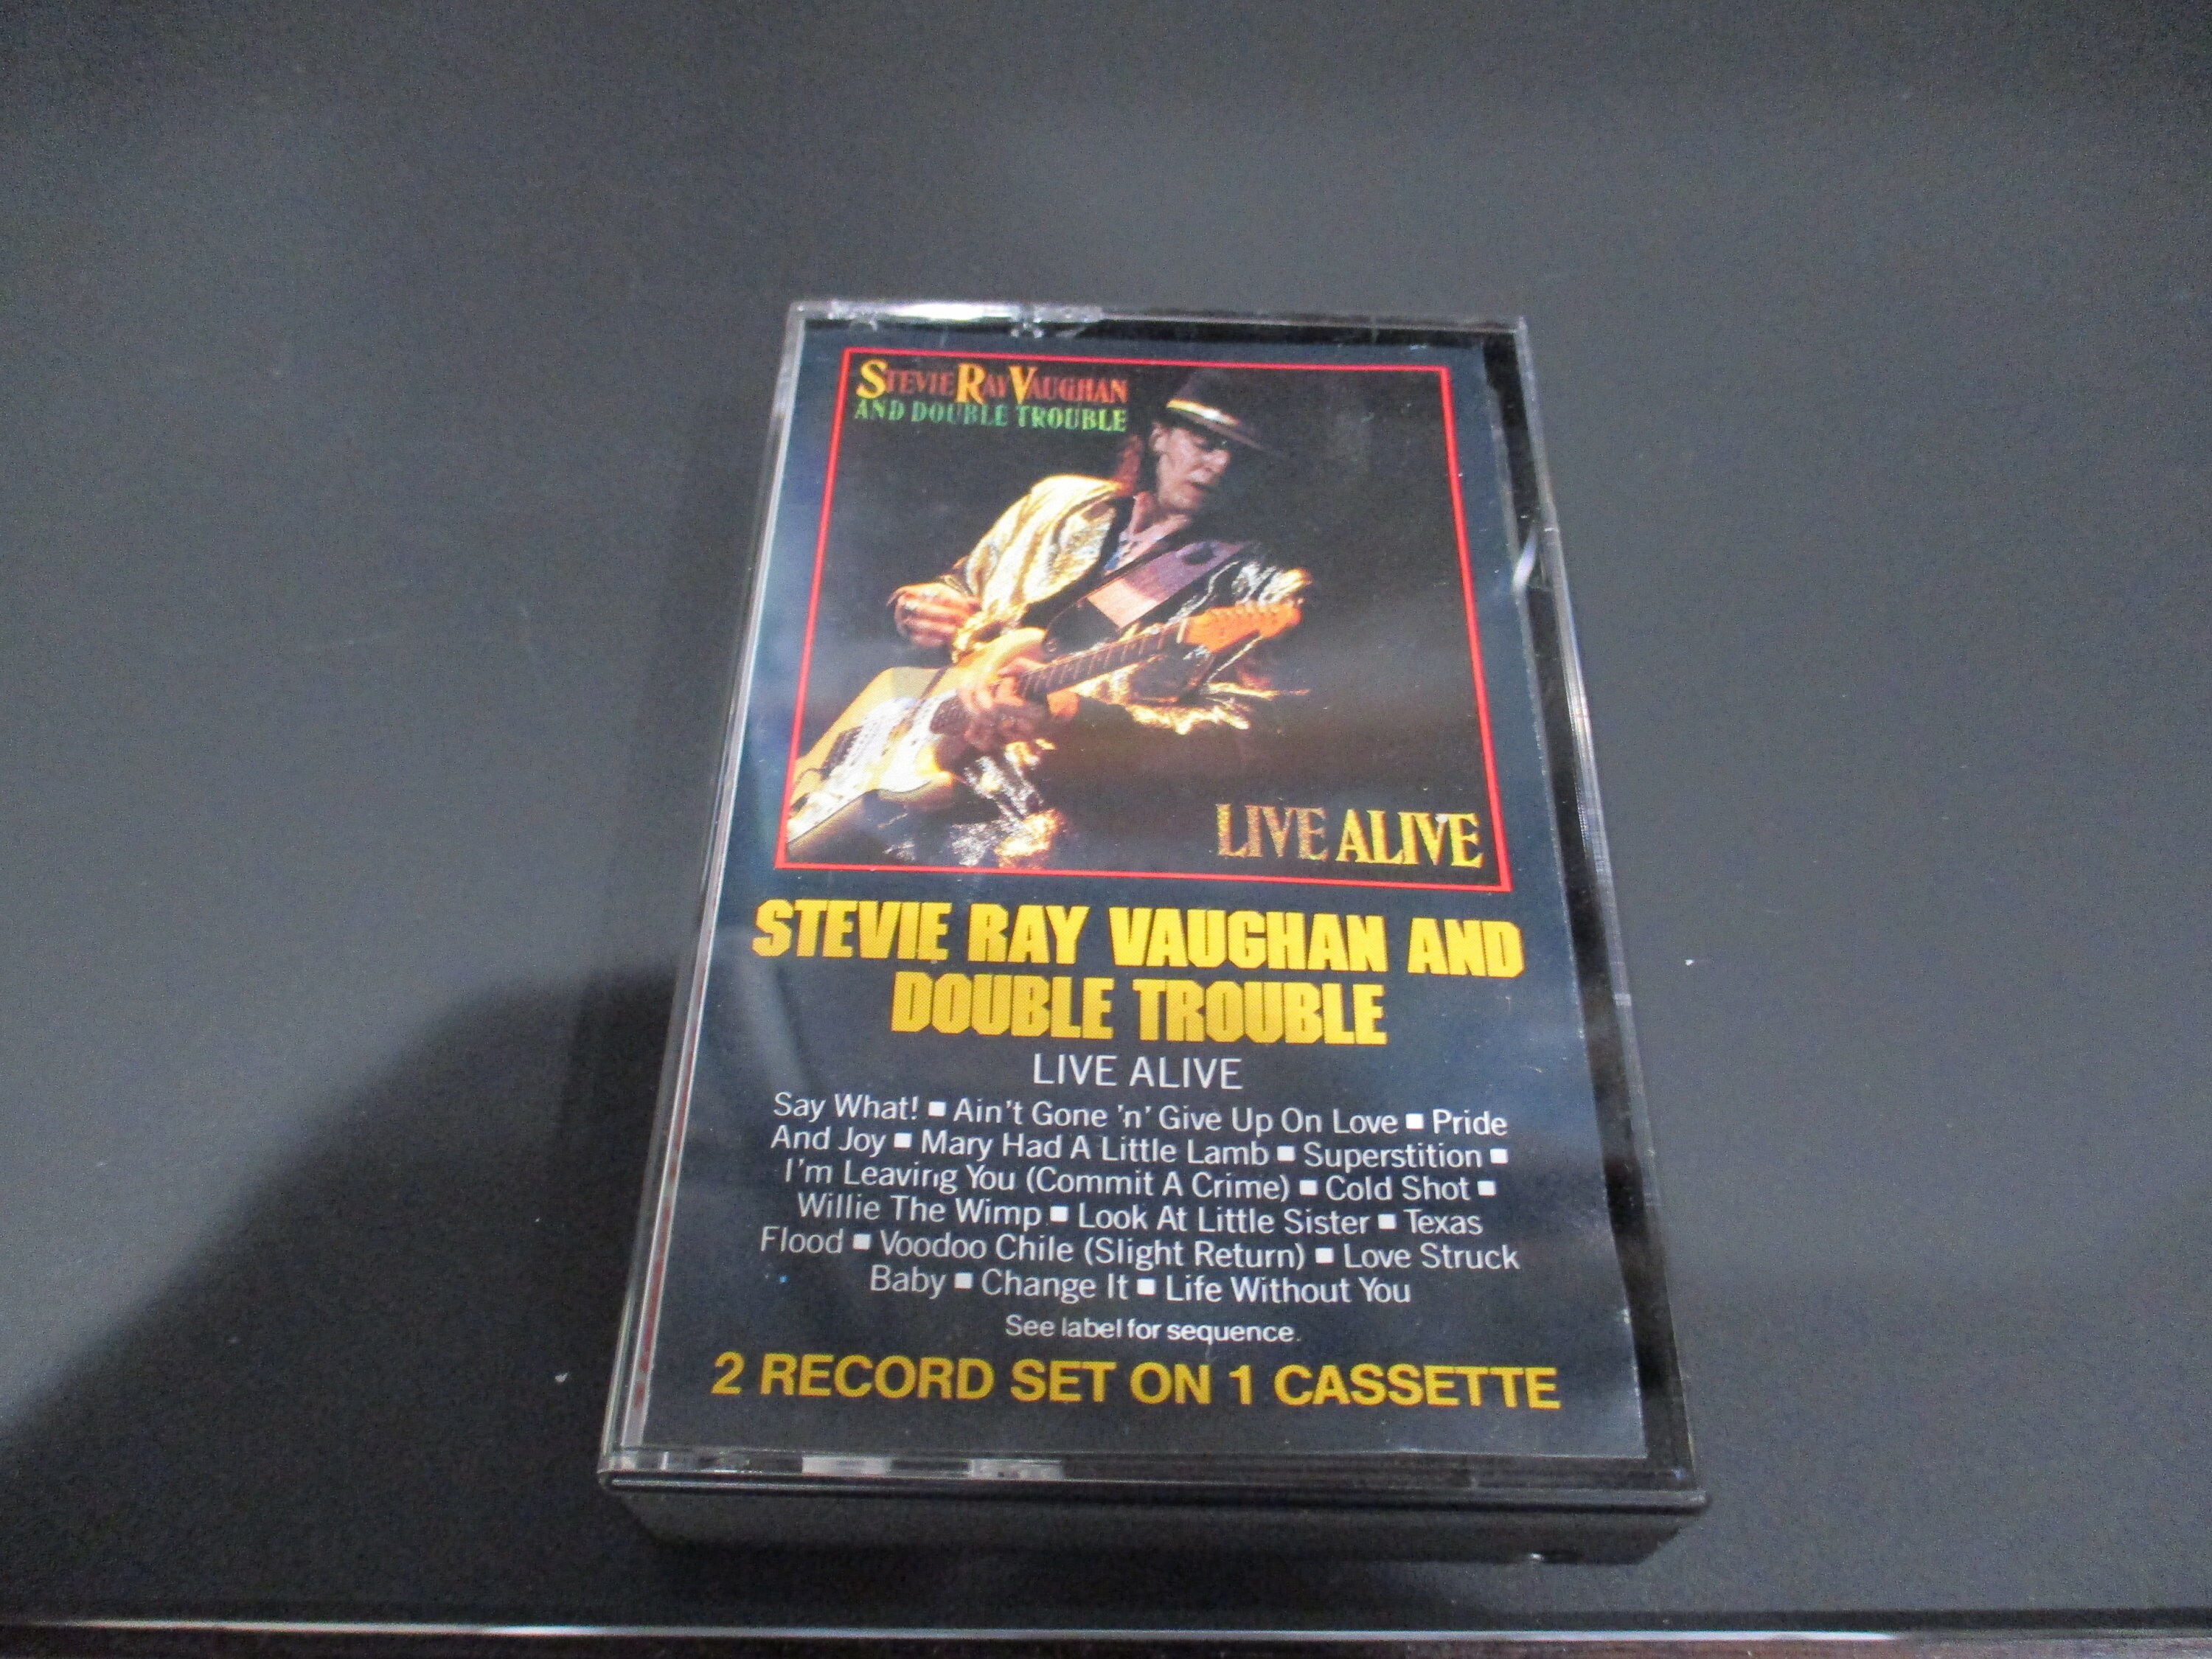 STEVIE RAY VAUGHAN
AND DOUBLE TROUBLE
LIVE ALIVE
STEVIE RAY VAUGHAN AND
DOUBLE TROUBLE
LIVE ALIVE
Say What! ■ Ain't Gone 'n' Give Up On Love ■ Pride
And Joy ■ Mary Had A Little Lamb ■ Superstition ■
I'm Leaving You (Commit A Crime) ■ Cold Shot ■
Willie The Wimp ■ Look At Little Sister ■ Texas
Flood ■ Voodoo Chile (Slight Return) ■ Love Struck
Baby ■ Change It ■ Life Without You
See label for sequence.
2 RECORD SET ON 1 CASSETTE